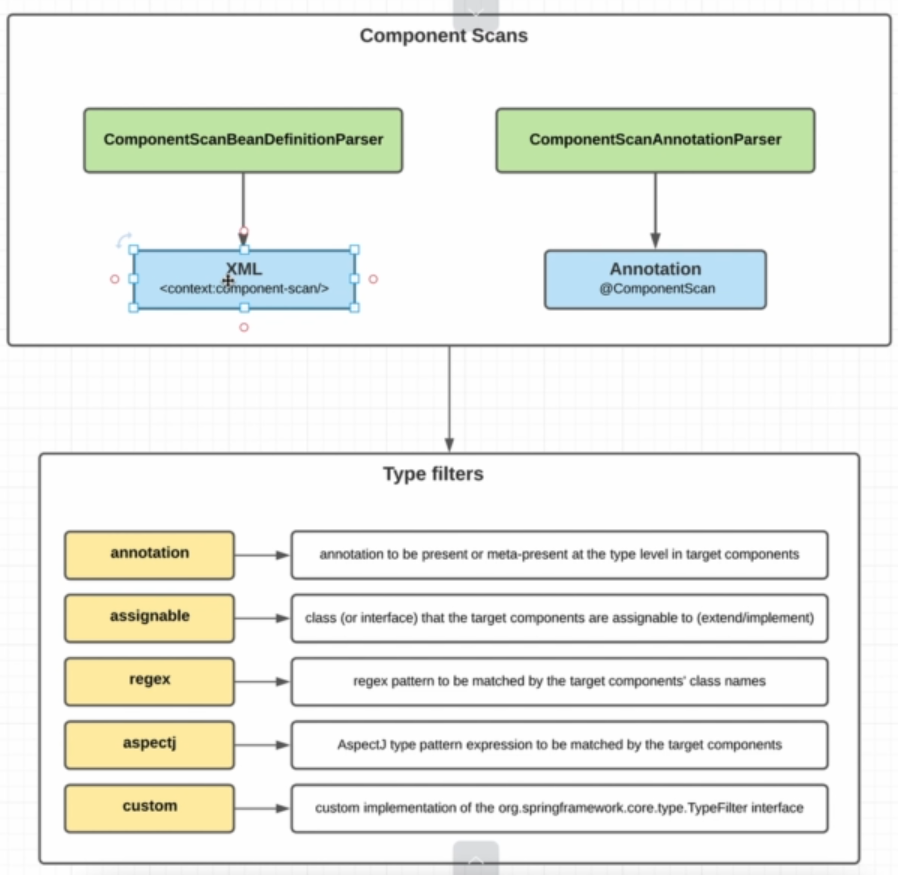 Component Scans
ComponentScanBeanDefinitionParser
ComponentScanAnnotationParser
XML
<context:component-scan/>
Annotation
@ComponentScan
Type filters
annotation
annotation to be present or meta-present at the type level in target components
assignable
class (or interface) that the target components are assignable to (extend/implement)
regex
regex pattern to be matched by the target components' class names
aspectj
AspectJ type pattern expression to be matched by the target components
custom
custom implementation of the org.springframework.core.type.TypeFilter interface